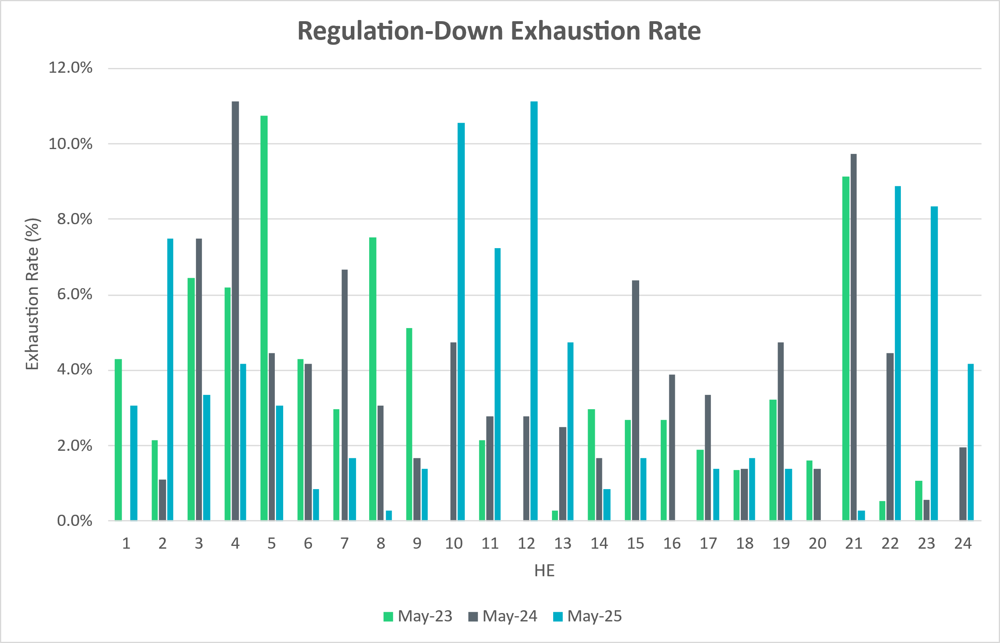 Regulation-Down Exhaustion Rate
12.0%
10.0%
8.0%
6.0%
4.0%
2.0%
0.0%
Exhaustion Rate (%)
1 2 3 4 5 6 7 8 9 10 11 12 13 14 15 16 17 18 19 20 21 22 23 24
HE
May-23 May-24 May-25